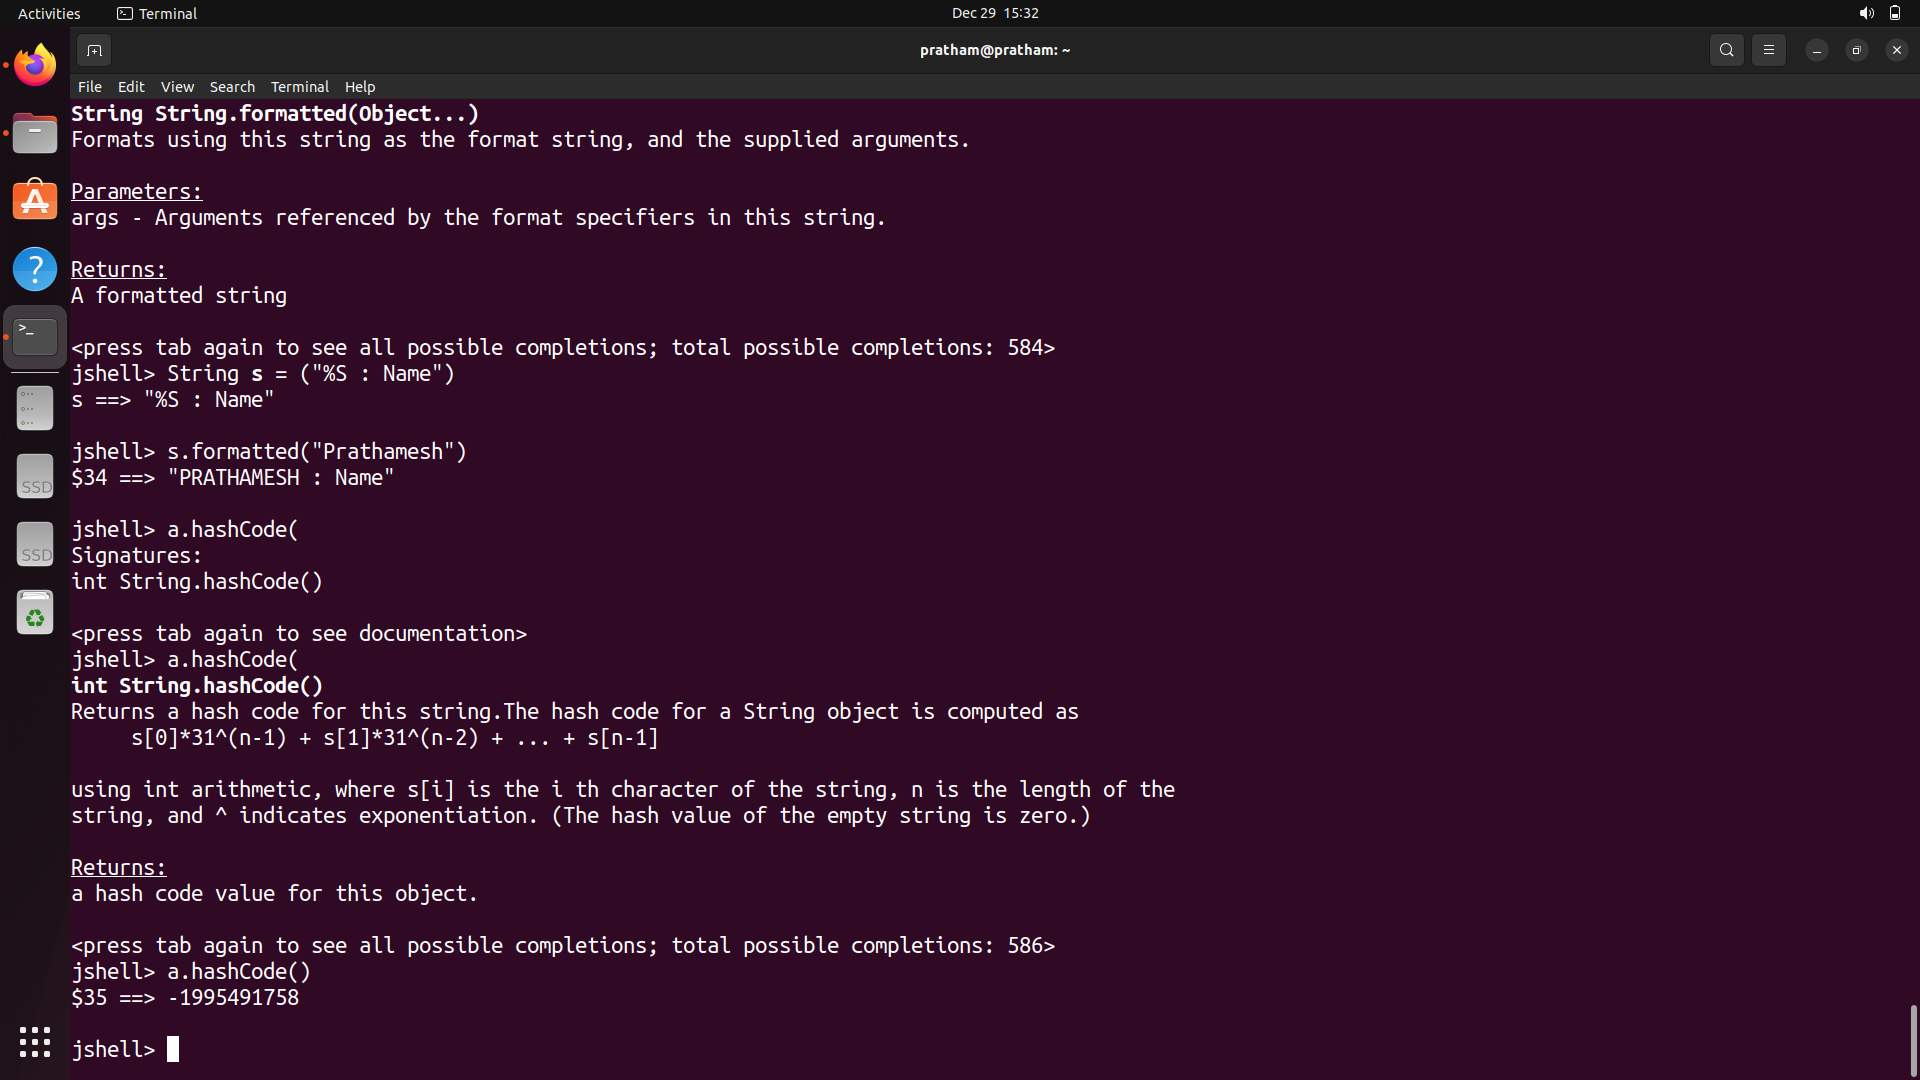 Activities
Terminal
Dec 29 15:32
pratham@pratham: ~
File Edit View Search Terminal Help
String String.formatted(Object...)
Formats using this string as the format string, and the supplied arguments.
Parameters:
args - Arguments referenced by the format specifiers in this string.
Returns:
A formatted string
<press tab again to see all possible completions; total possible completions: 584>
jshell> String s = ("%S : Name")
s ==> "%S : Name"
jshell> s.formatted("Prathamesh")
$34 ==> "PRATHAMESH : Name"
jshell> a.hashCode(
Signatures:
int String.hashCode()
<press tab again to see documentation>
jshell> a.hashCode(
int String.hashCode()
Returns a hash code for this string.The hash code for a String object is computed as
s[0]*31^(n-1) + s[1]*31^(n-2) + ... + s[n-1]
using int arithmetic, where s[i] is the i th character of the string, n is the length of the
string, and ^ indicates exponentiation. (The hash value of the empty string is zero.)
Returns:
a hash code value for this object.
<press tab again to see all possible completions; total possible completions: 586>
jshell> a.hashCode()
$35 ==> -1995491758
jshell>
>_
SSD
SSD